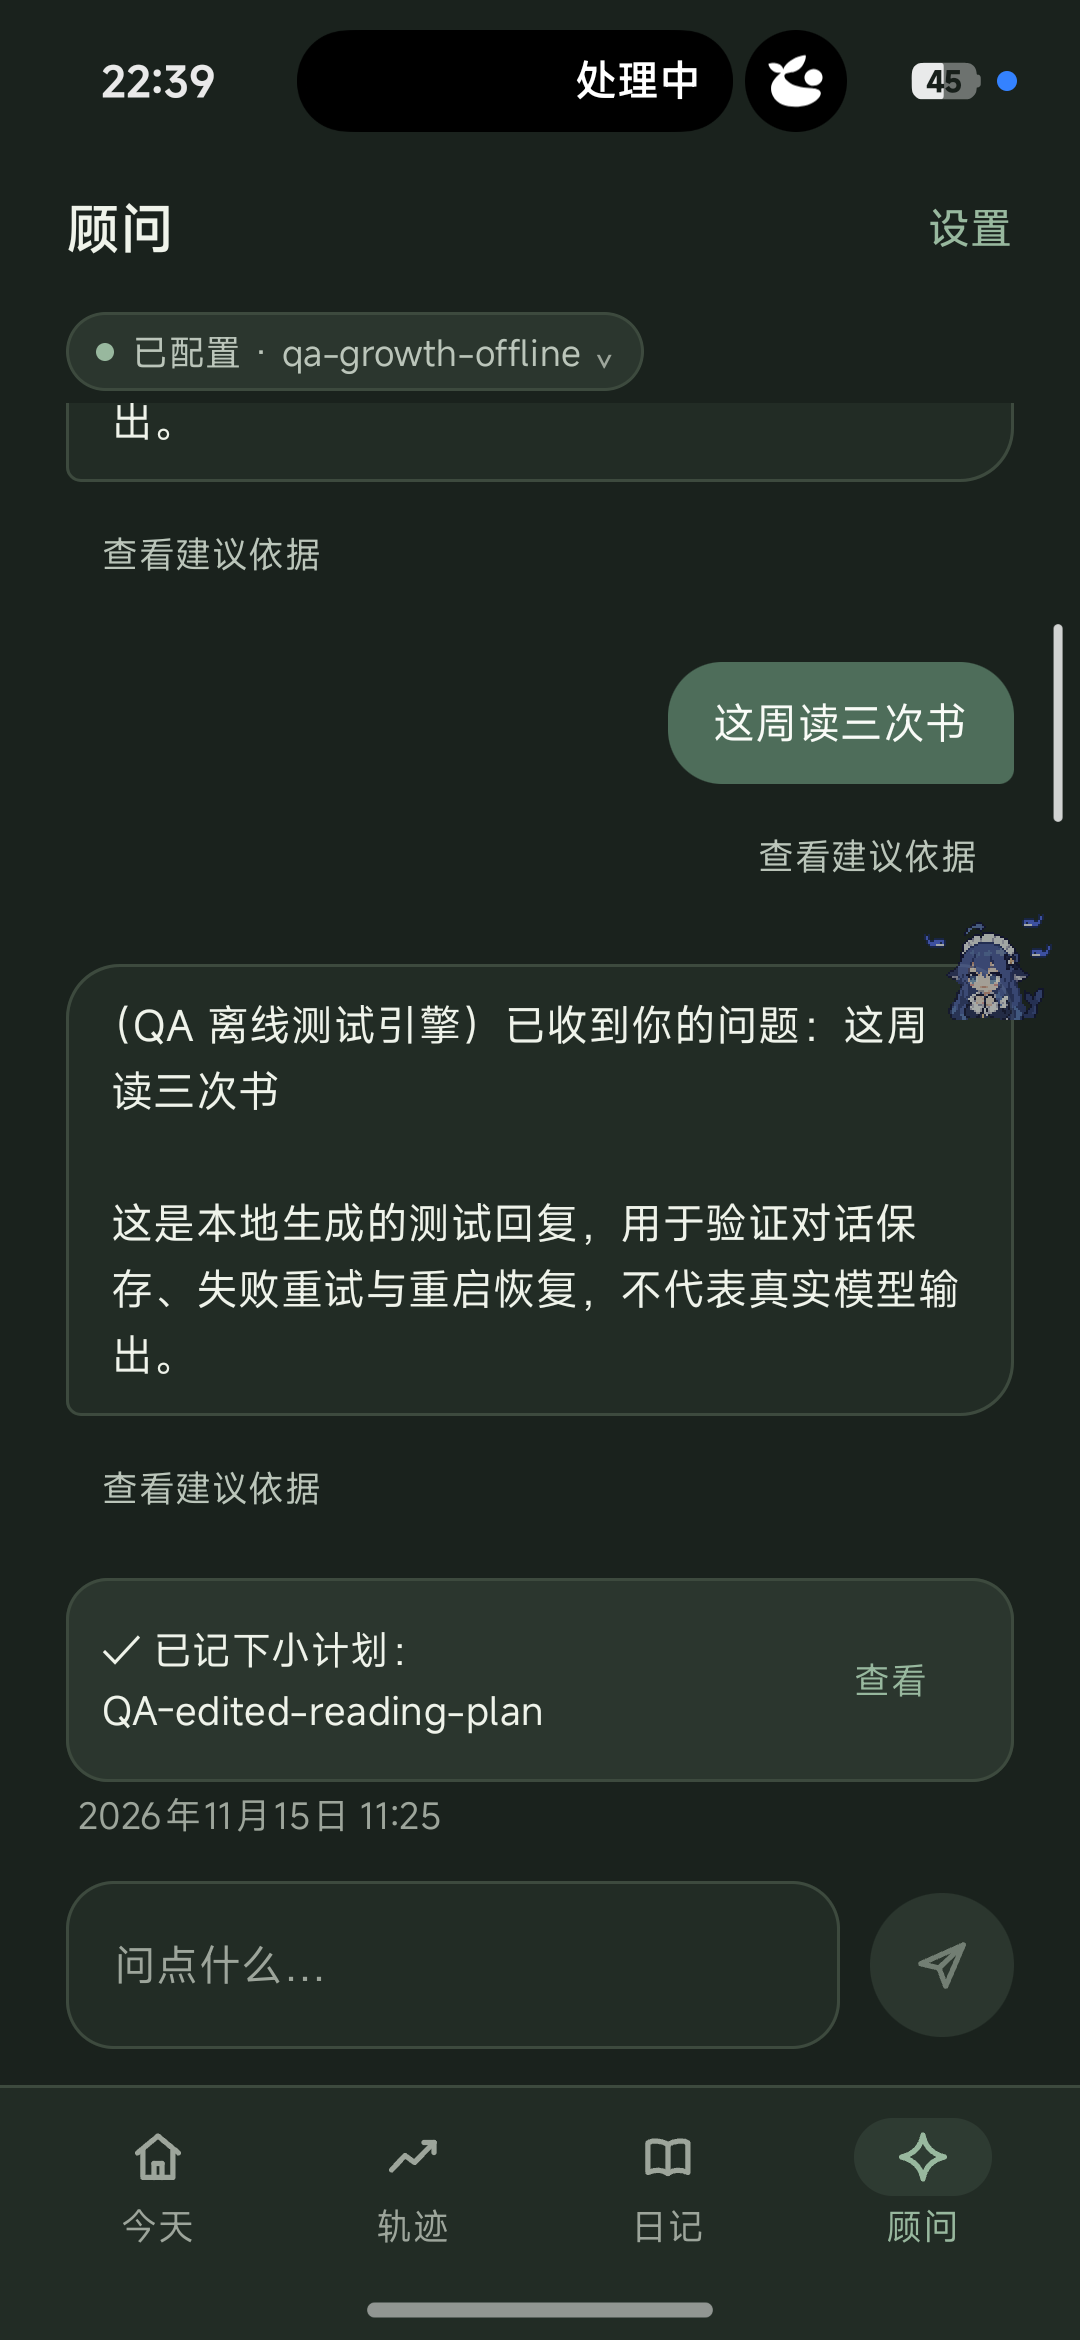 22:39
处理中
45
顾问
设置
已配置 · qa-growth-offline
出。
查看建议依据
这周读三次书
查看建议依据
（QA 离线测试引擎）已收到你的问题：这周
读三次书
这是本地生成的测试回复，用于验证对话保
存、失败重试与重启恢复，不代表真实模型输
出。
查看建议依据
✓ 已记下小计划：
QA-edited-reading-plan
查看
2026年11月15日 11:25
问点什么…
今天
轨迹
日记
顾问